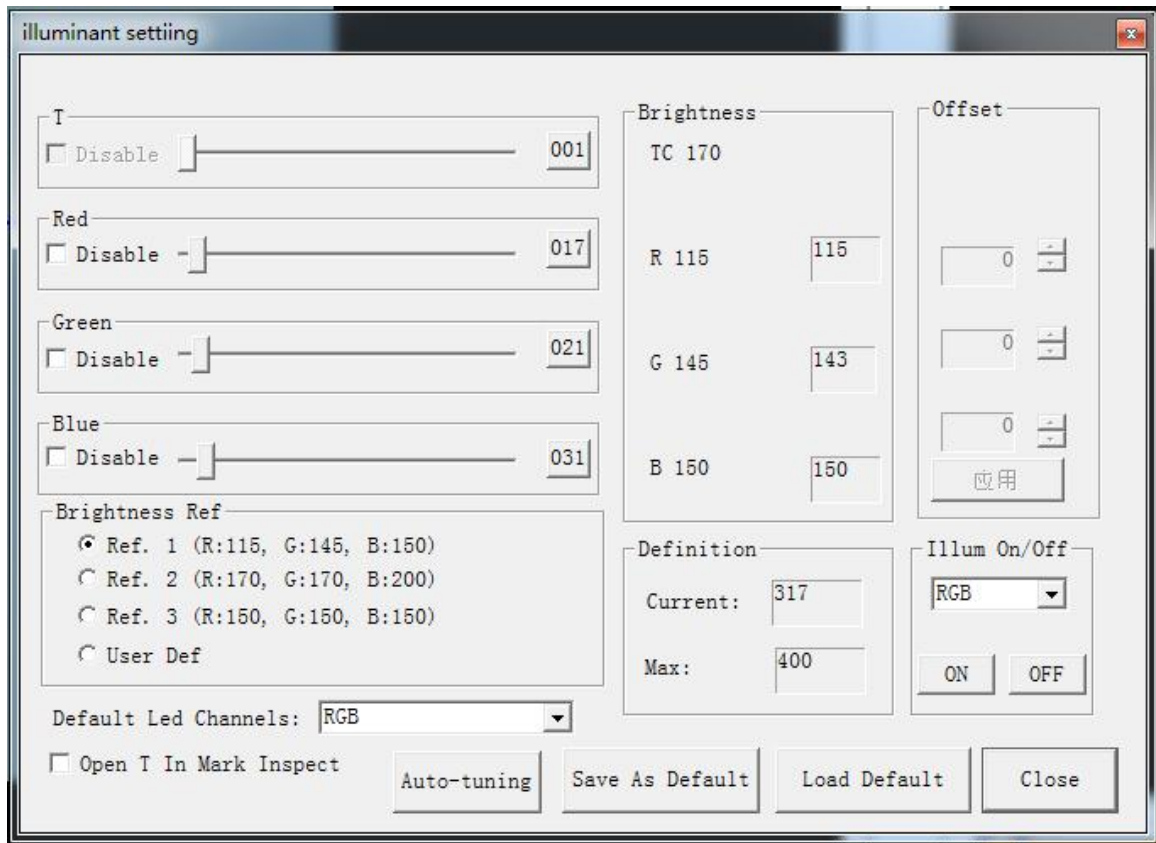 illuminant settiing
T
Disable
001
Red
Disable
017
Green
Disable
021
Blue
Disable
031
Brightness
TC 170
R 115
115
G 145
143
B 150
150
Offset
0
0
0
应用
Brightness Ref
Ref. 1 (R:115, G:145, B:150)
Ref. 2 (R:170, G:170, B:200)
Ref. 3 (R:150, G:150, B:150)
User Def
Definition
Current:
317
Max:
400
Illum On/Off
RGB
ON
OFF
Default Led Channels:
RGB
Open T In Mark Inspect
Auto-tuning
Save As Default
Load Default
Close